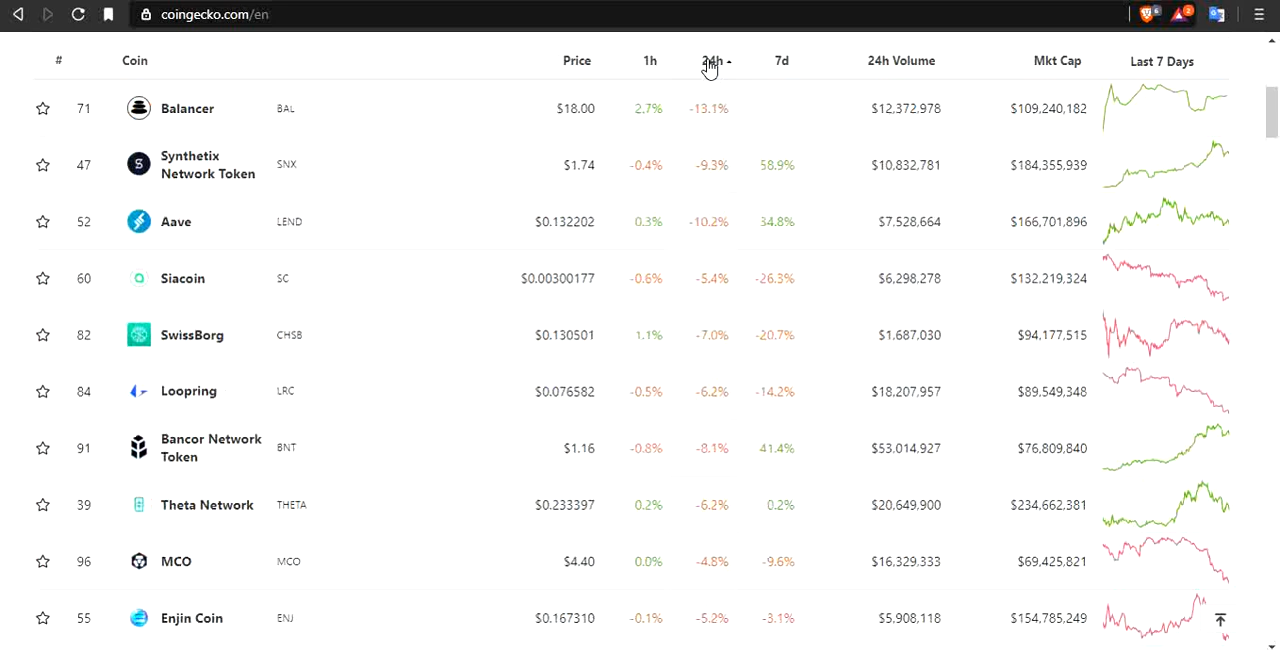 coingecko.com/en
# Coin Price 1h 24h 7d 24h Volume Mkt Cap Last 7 Days
71 Balancer BAL $18.00 2.7% -13.1% $12,372,978 $109,240,182
47 Synthetix Network Token SNX $1.74 -0.4% -9.3% 58.9% $10,832,781 $184,355,939
52 Aave LEND $0.132202 0.3% -10.2% 34.8% $7,528,664 $166,701,896
60 Siacoin SC $0.00300177 -0.6% -5.4% -26.3% $6,298,278 $132,219,324
82 SwissBorg CHSB $0.130501 1.1% -7.0% -20.7% $1,687,030 $94,177,515
84 Loopring LRC $0.076582 -0.5% -6.2% -14.2% $18,207,957 $89,549,348
91 Bancor Network Token BNT $1.16 -0.8% -8.1% 41.4% $53,014,927 $76,809,840
39 Theta Network THETA $0.233397 0.2% -6.2% 0.2% $20,649,900 $234,662,381
96 MCO MCO $4.40 0.0% -4.8% -9.6% $16,329,333 $69,425,821
55 Enjin Coin ENJ $0.167310 -0.1% -5.2% -3.1% $5,908,118 $154,785,249